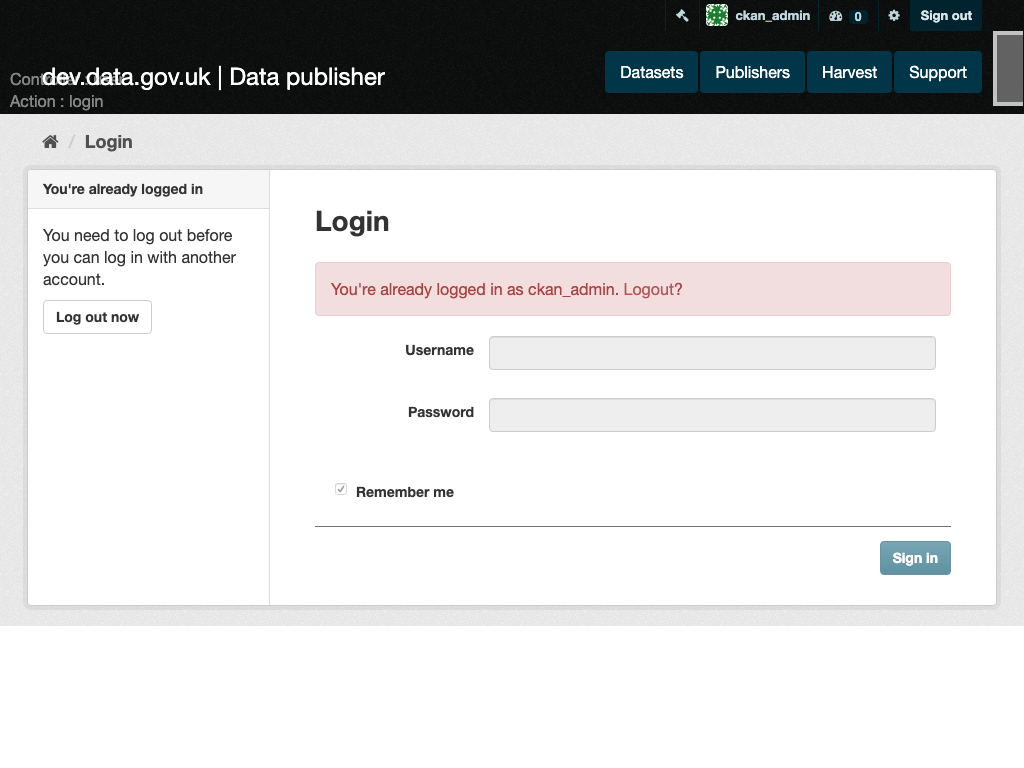 ckan_admin
0
Sign out
dev.data.gov.uk | Data publisher
Action : login
Datasets
Publishers
Harvest
Support
Login
You're already logged in
You need to log out before
you can log in with another
account.
Log out now
Login
You're already logged in as ckan_admin. Logout?
Username
Password
Remember me
Sign in